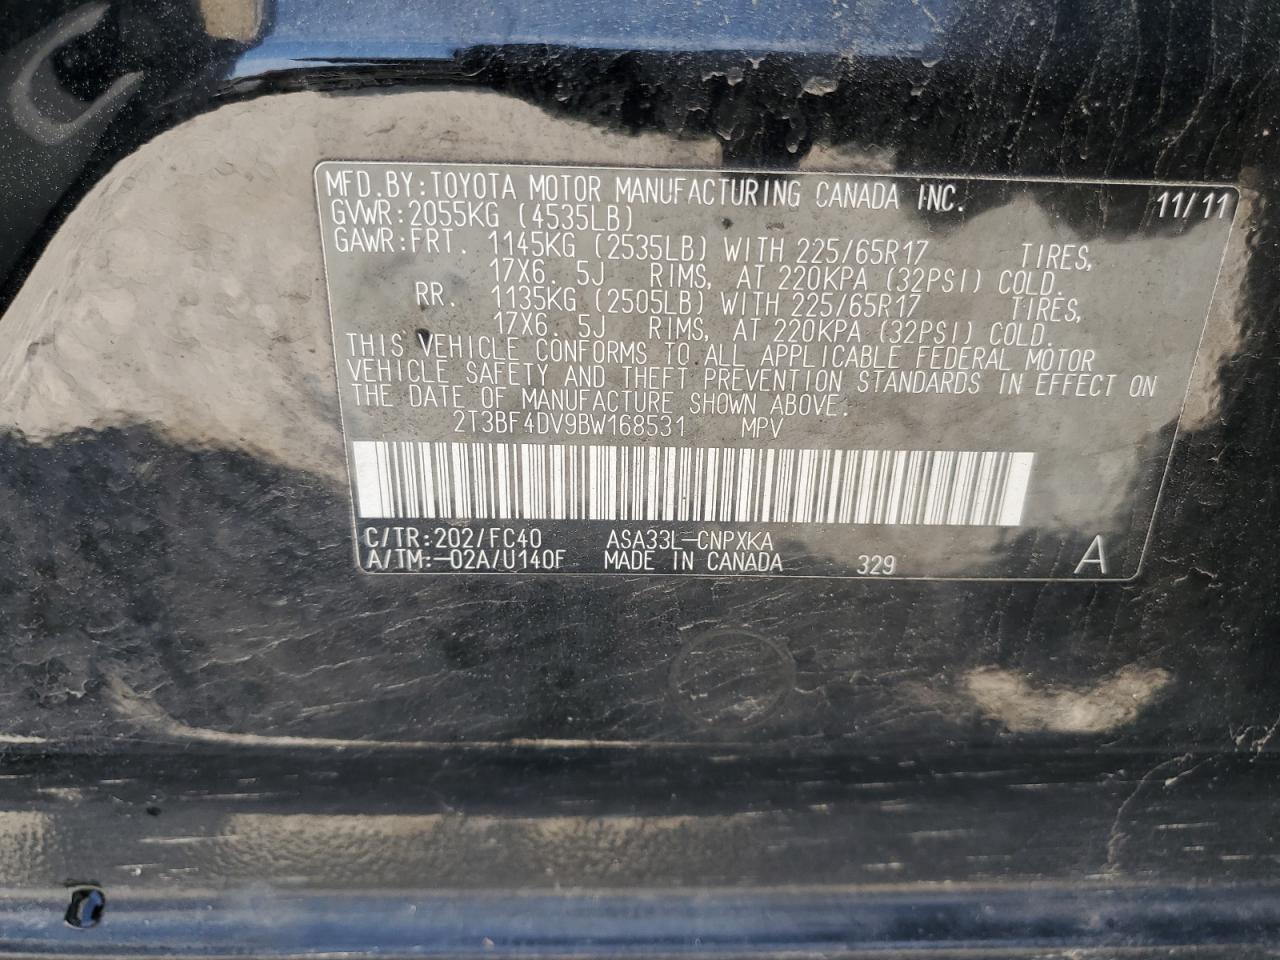 MFD.BY:TOYOTA MOTOR MANUFACTURING CANADA INC. 11/11
GVWR:2055KG (4535LB)
GAWR:FRT. 1145KG (2535LB) WITH 225/65R17 TIRES,
17X6. 5J RIMS, AT 220KPA (32PSI) COLD.
RR. 1135KG (2505LB) WITH 225/65R17 TIRES,
17X6. 5J RIMS, AT 220KPA (32PSI) COLD.
THIS VEHICLE CONFORMS TO ALL APPLICABLE FEDERAL MOTOR
VEHICLE SAFETY AND THEFT PREVENTION STANDARDS IN EFFECT ON
THE DATE OF MANUFACTURE SHOWN ABOVE.
2T3BF4DV9BW168531 MPV
C/TR:202/FC40 ASA33L-CNPXKA
A/TM:-02A/U140F MADE IN CANADA 329 A